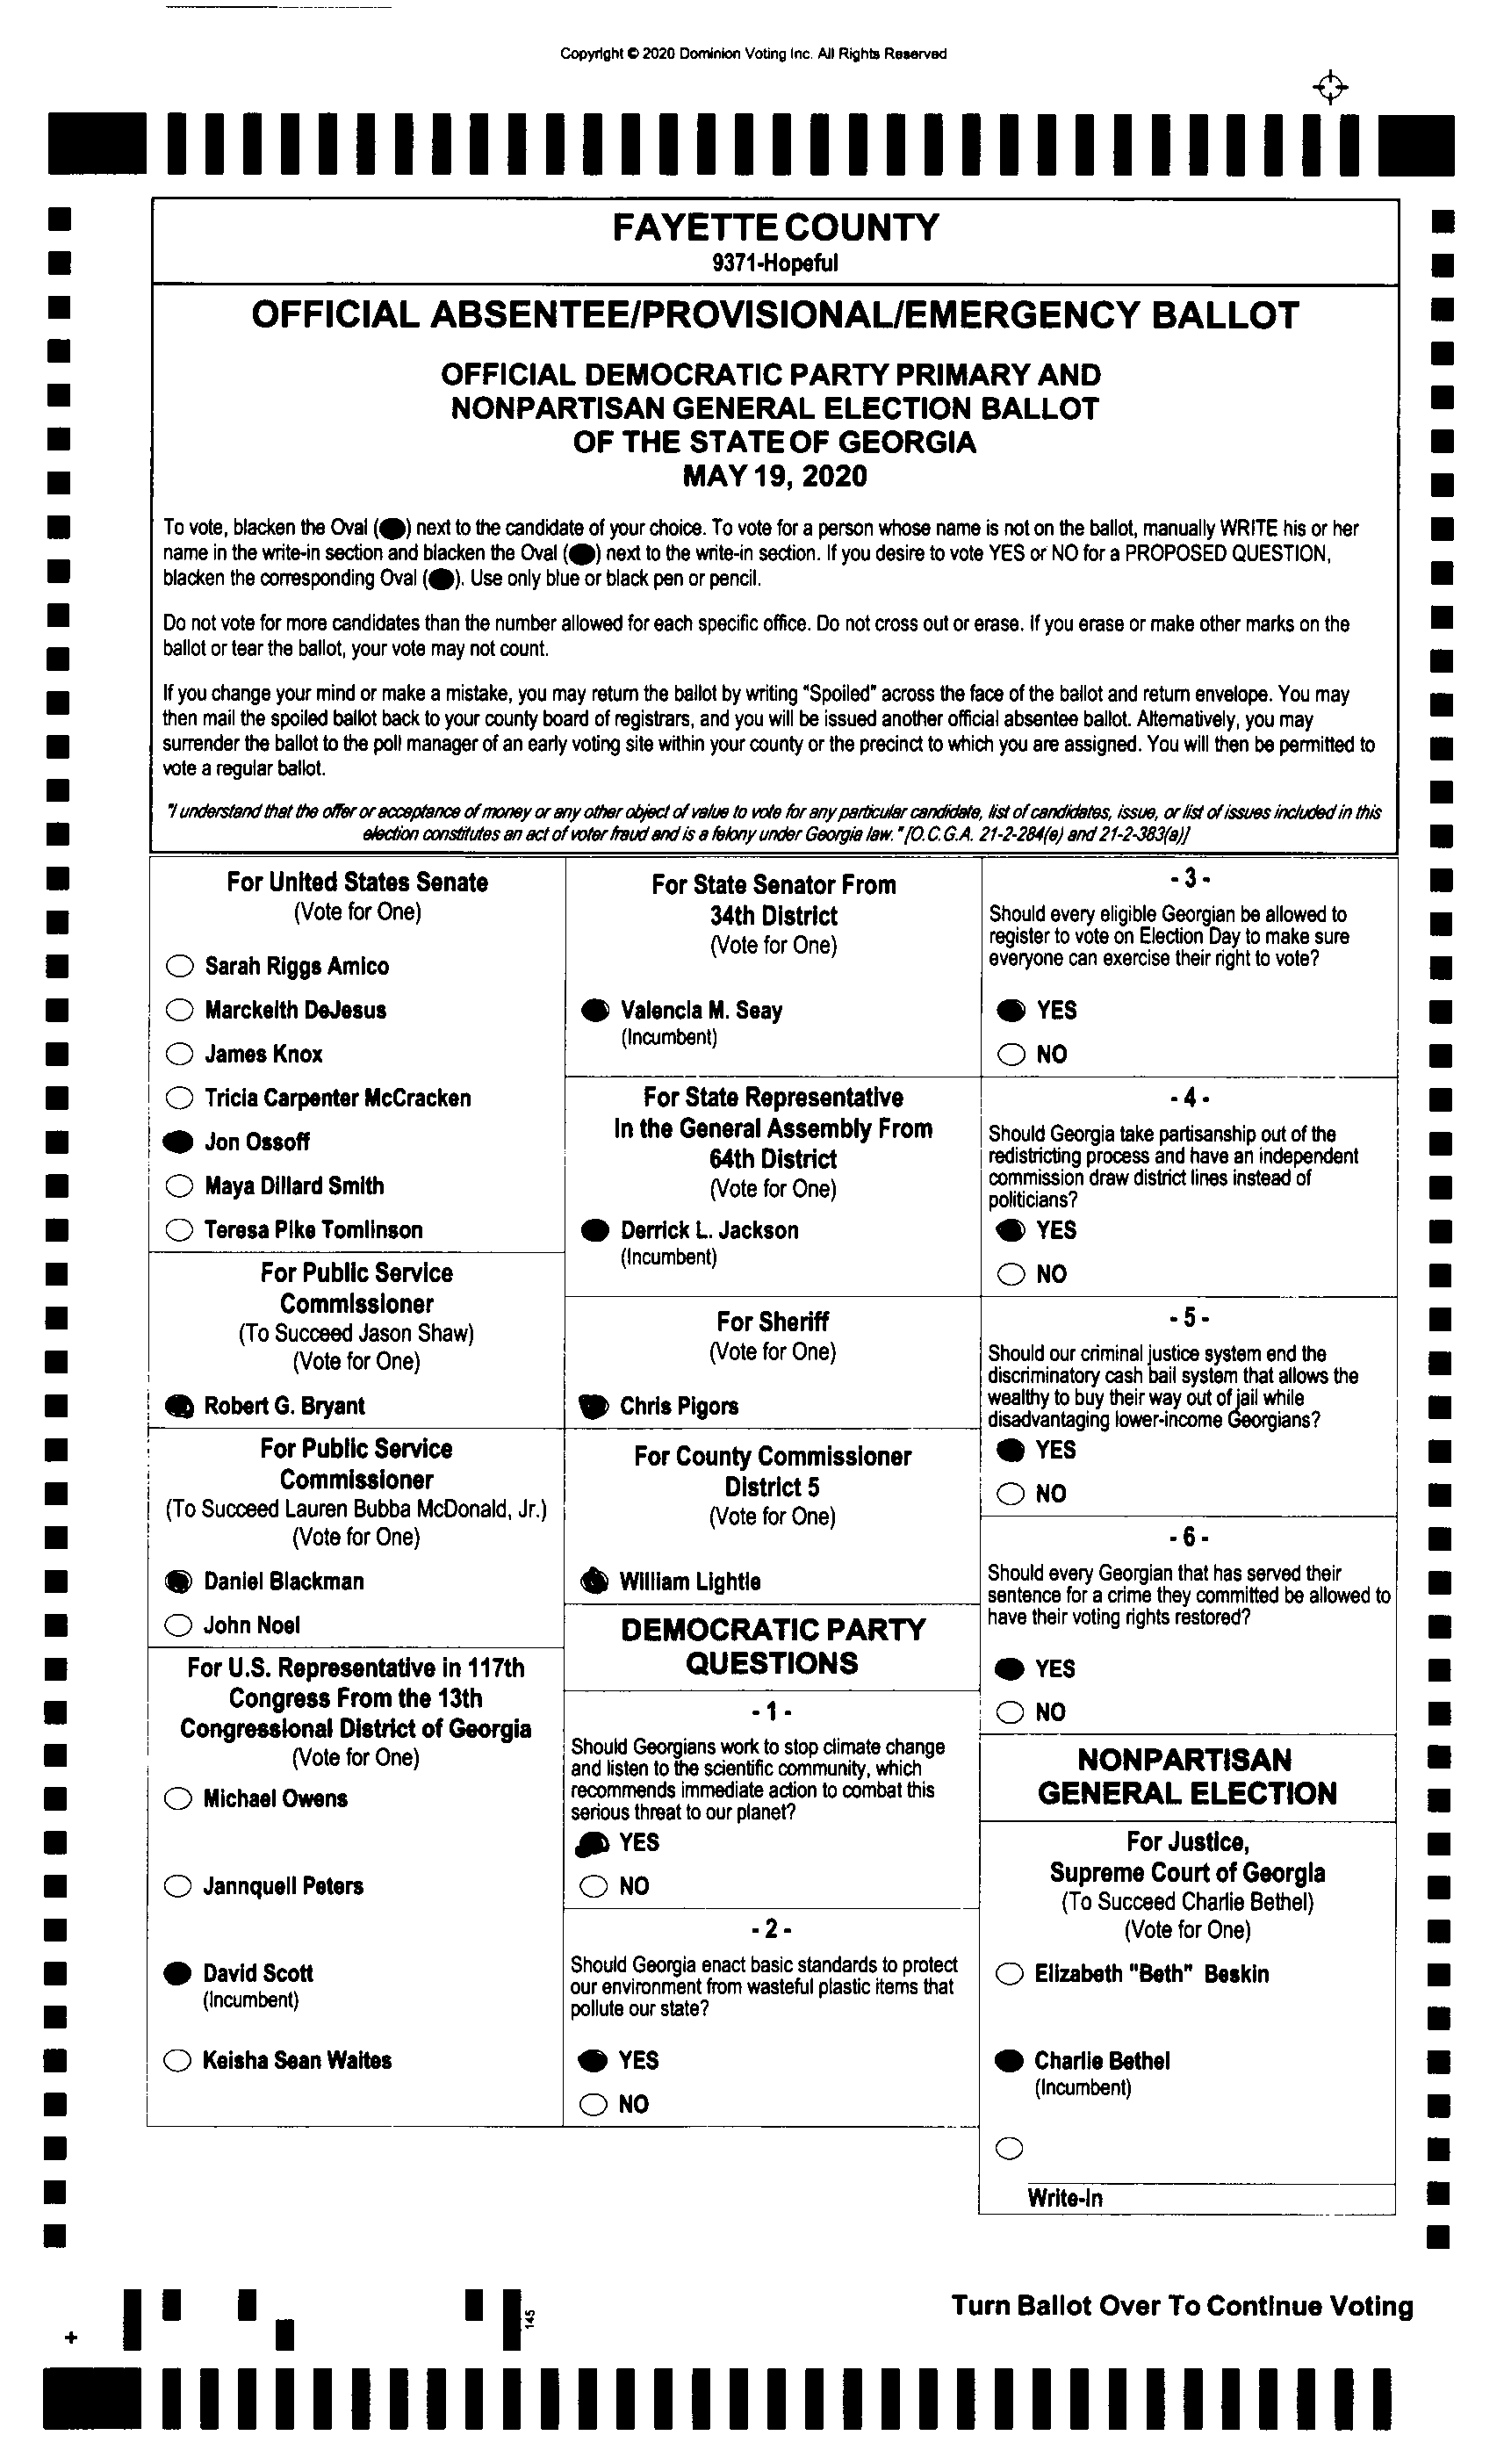 Copyright © 2020 Dominion Voting Inc. All Rights Reserved
FAYETTE COUNTY
9371-Hopeful
OFFICIAL ABSENTEE/PROVISIONAL/EMERGENCY BALLOT
OFFICIAL DEMOCRATIC PARTY PRIMARY AND
NONPARTISAN GENERAL ELECTION BALLOT
OF THE STATE OF GEORGIA
MAY 19, 2020
To vote, blacken the Oval (●) next to the candidate of your choice. To vote for a person whose name is not on the ballot, manually WRITE his or her
name in the write-in section and blacken the Oval (●) next to the write-in section. If you desire to vote YES or NO for a PROPOSED QUESTION,
blacken the corresponding Oval (●). Use only blue or black pen or pencil.
Do not vote for more candidates than the number allowed for each specific office. Do not cross out or erase. If you erase or make other marks on the
ballot or tear the ballot, your vote may not count.
If you change your mind or make a mistake, you may return the ballot by writing "Spoiled" across the face of the ballot and return envelope. You may
then mail the spoiled ballot back to your county board of registrars, and you will be issued another official absentee ballot. Alternatively, you may
surrender the ballot to the poll manager of an early voting site within your county or the precinct to which you are assigned. You will then be permitted to
vote a regular ballot.
"I understand that the offer or acceptance of money or any other object of value to vote for any particular candidate, list of candidates, issue, or list of issues included in this
election constitutes an act of voter fraud and is a felony under Georgia law." [O.C.G.A. 21-2-284(e) and 21-2-383(a)]
For United States Senate
(Vote for One)
Sarah Riggs Amico
Marckeith DeJesus
James Knox
Tricia Carpenter McCracken
Jon Ossoff
Maya Dillard Smith
Teresa Pike Tomlinson
For Public Service
Commissioner
(To Succeed Jason Shaw)
(Vote for One)
Robert G. Bryant
For Public Service
Commissioner
(To Succeed Lauren Bubba McDonald, Jr.)
(Vote for One)
Daniel Blackman
John Noel
For U.S. Representative in 117th
Congress From the 13th
Congressional District of Georgia
(Vote for One)
Michael Owens
Jannquell Peters
David Scott
(Incumbent)
Keisha Sean Waites
For State Senator From
34th District
(Vote for One)
Valencia M. Seay
(Incumbent)
For State Representative
In the General Assembly From
64th District
(Vote for One)
Derrick L. Jackson
(Incumbent)
For Sheriff
(Vote for One)
Chris Pigors
For County Commissioner
District 5
(Vote for One)
William Lightle
DEMOCRATIC PARTY
QUESTIONS
- 1 -
Should Georgians work to stop climate change
and listen to the scientific community, which
recommends immediate action to combat this
serious threat to our planet?
YES
NO
- 2 -
Should Georgia enact basic standards to protect
our environment from wasteful plastic items that
pollute our state?
YES
NO
- 3 -
Should every eligible Georgian be allowed to
register to vote on Election Day to make sure
everyone can exercise their right to vote?
YES
NO
- 4 -
Should Georgia take partisanship out of the
redistricting process and have an independent
commission draw district lines instead of
politicians?
YES
NO
- 5 -
Should our criminal justice system end the
discriminatory cash bail system that allows the
wealthy to buy their way out of jail while
disadvantaging lower-income Georgians?
YES
NO
- 6 -
Should every Georgian that has served their
sentence for a crime they committed be allowed to
have their voting rights restored?
YES
NO
NONPARTISAN
GENERAL ELECTION
For Justice,
Supreme Court of Georgia
(To Succeed Charlie Bethel)
(Vote for One)
Elizabeth "Beth" Beskin
Charlie Bethel
(Incumbent)
Write-In
Turn Ballot Over To Continue Voting
145
+